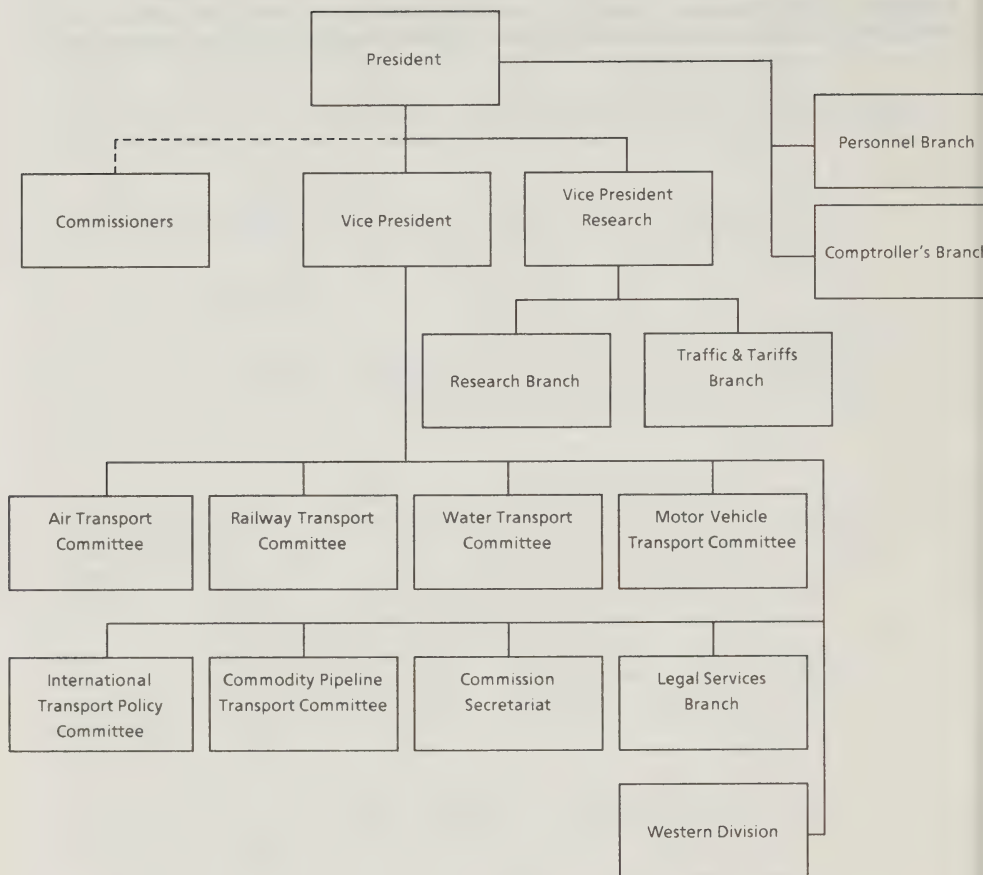 President
Personnel Branch
Commissioners
Vice President
Vice President
Research
Comptroller's Branch
Research Branch
Traffic & Tariffs
Branch
Air Transport
Committee
Railway Transport
Committee
Water Transport
Committee
Motor Vehicle
Transport Committee
International
Transport Policy
Committee
Commodity Pipeline
Transport Committee
Commission
Secretariat
Legal Services
Branch
Western Division